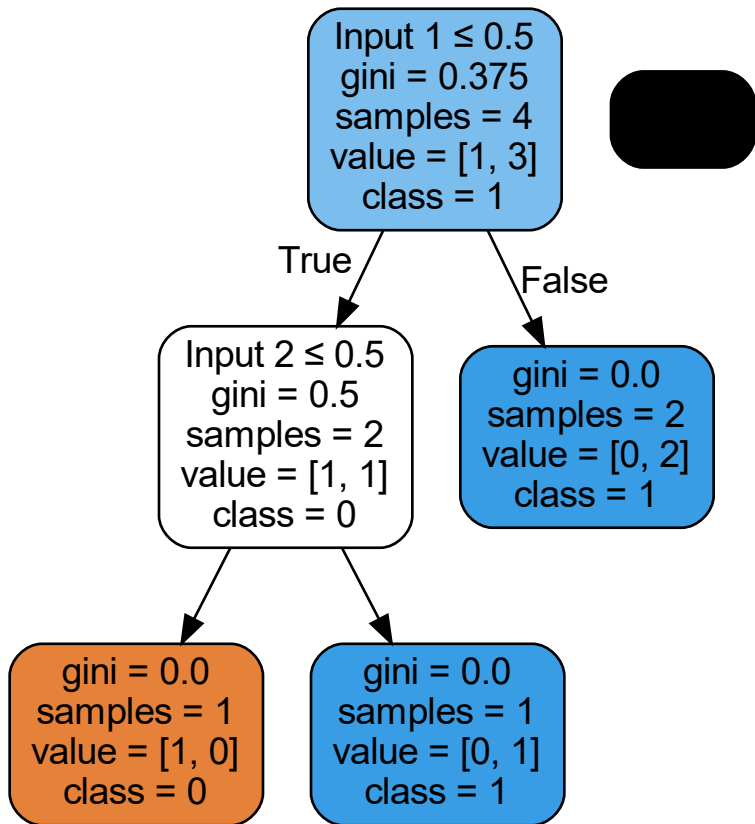 Input 1 ≤ 0.5
gini = 0.375
samples = 4
value = [1, 3]
class = 1
True
False
Input 2 ≤ 0.5
gini = 0.5
samples = 2
value = [1, 1]
class = 0
gini = 0.0
samples = 2
value = [0, 2]
class = 1
gini = 0.0
samples = 1
value = [1, 0]
class = 0
gini = 0.0
samples = 1
value = [0, 1]
class = 1